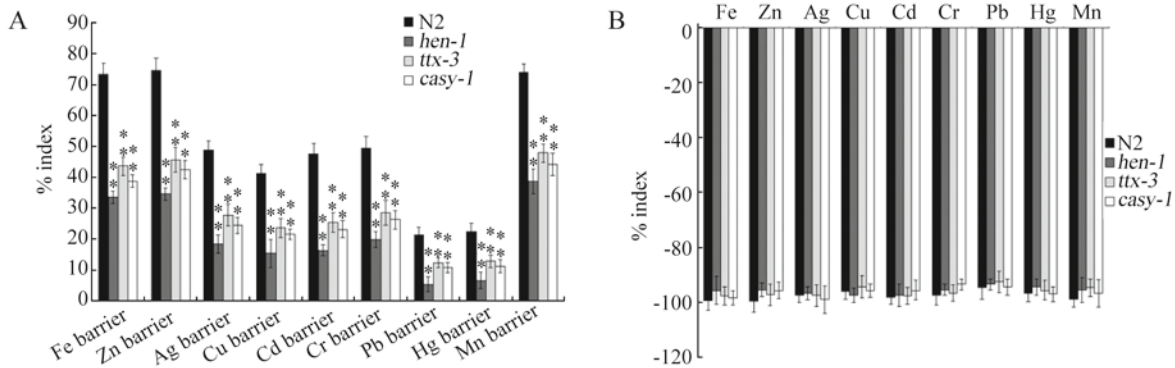 A
90
80
70
60
50
40
30
20
10
0
% index
N2
hen-1
ttx-3
casy-1
** ** **
** ** **
** ** **
** ** **
** ** **
** ** **
** ** **
** ** **
** ** **
Fe barrier
Zn barrier
Ag barrier
Cu barrier
Cd barrier
Cr barrier
Pb barrier
Hg barrier
Mn barrier
B
Fe Zn Ag Cu Cd Cr Pb Hg Mn
0
-20
-40
-60
-80
-100
-120
% index
N2
hen-1
ttx-3
casy-1